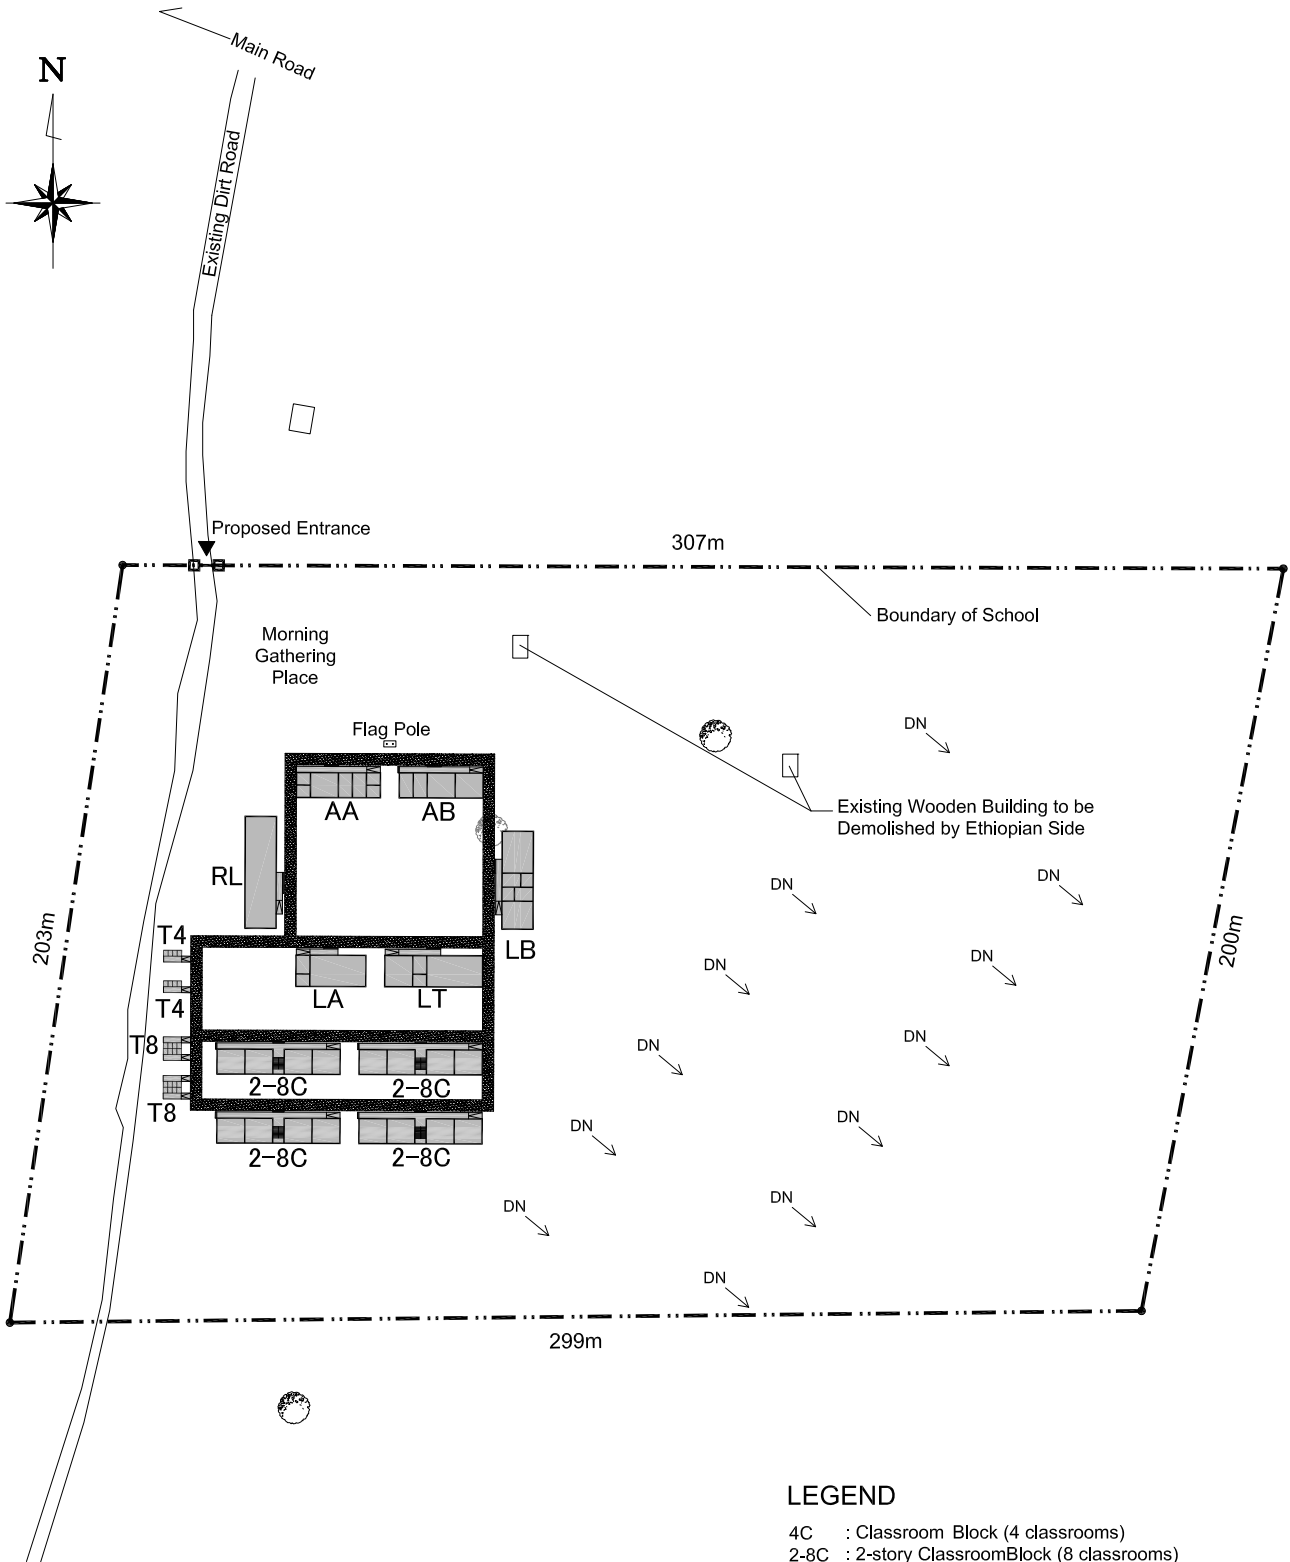 Main Road
N
Existing Dirt Road
Proposed Entrance
307m
Boundary of School
Morning
Gathering
Place
DN
Flag Pole
Existing Wooden Building to be
Demolished by Ethiopian Side
AA
AB
RL
DN
DN
203m
T4
LB
200m
DN
DN
LA
LT
T4
T8
DN
DN
2-8C
2-8C
T8
DN
DN
2-8C
2-8C
DN
DN
DN
299m
LEGEND
4C : Classroom Block (4 classrooms)
2-8C : 2-story ClassroomBlock (8 classrooms)